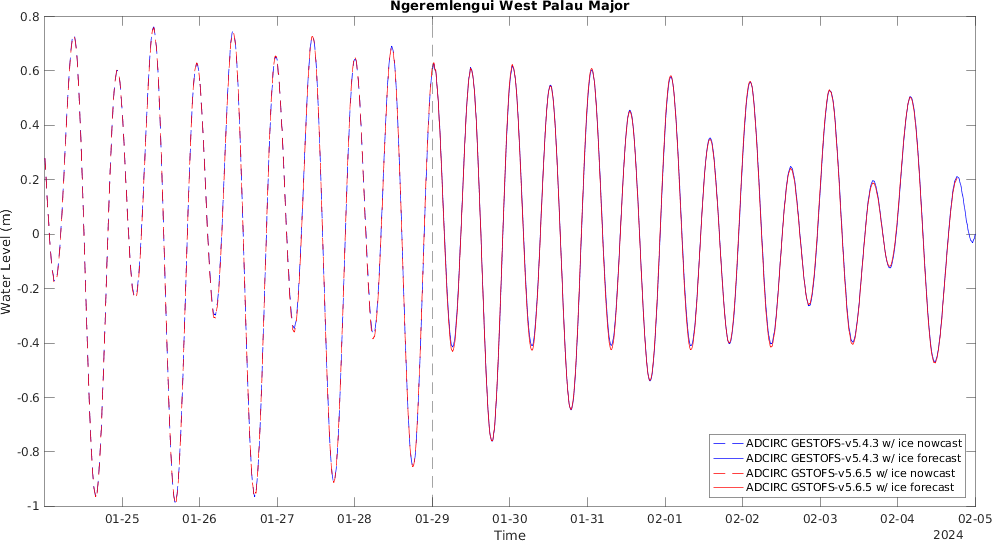 Ngeremlengui West Palau Major
0.8
0.6
0.4
0.2
0
-0.2
-0.4
-0.6
-0.8
-1
Water Level (m)
ADCIRC GESTOFS-v5.4.3 w/ ice nowcast
ADCIRC GESTOFS-v5.4.3 w/ ice forecast
ADCIRC GSTOFS-v5.6.5 w/ ice nowcast
ADCIRC GSTOFS-v5.6.5 w/ ice forecast
01-25 01-26 01-27 01-28 01-29 01-30 01-31 02-01 02-02 02-03 02-04 02-05
Time
2024